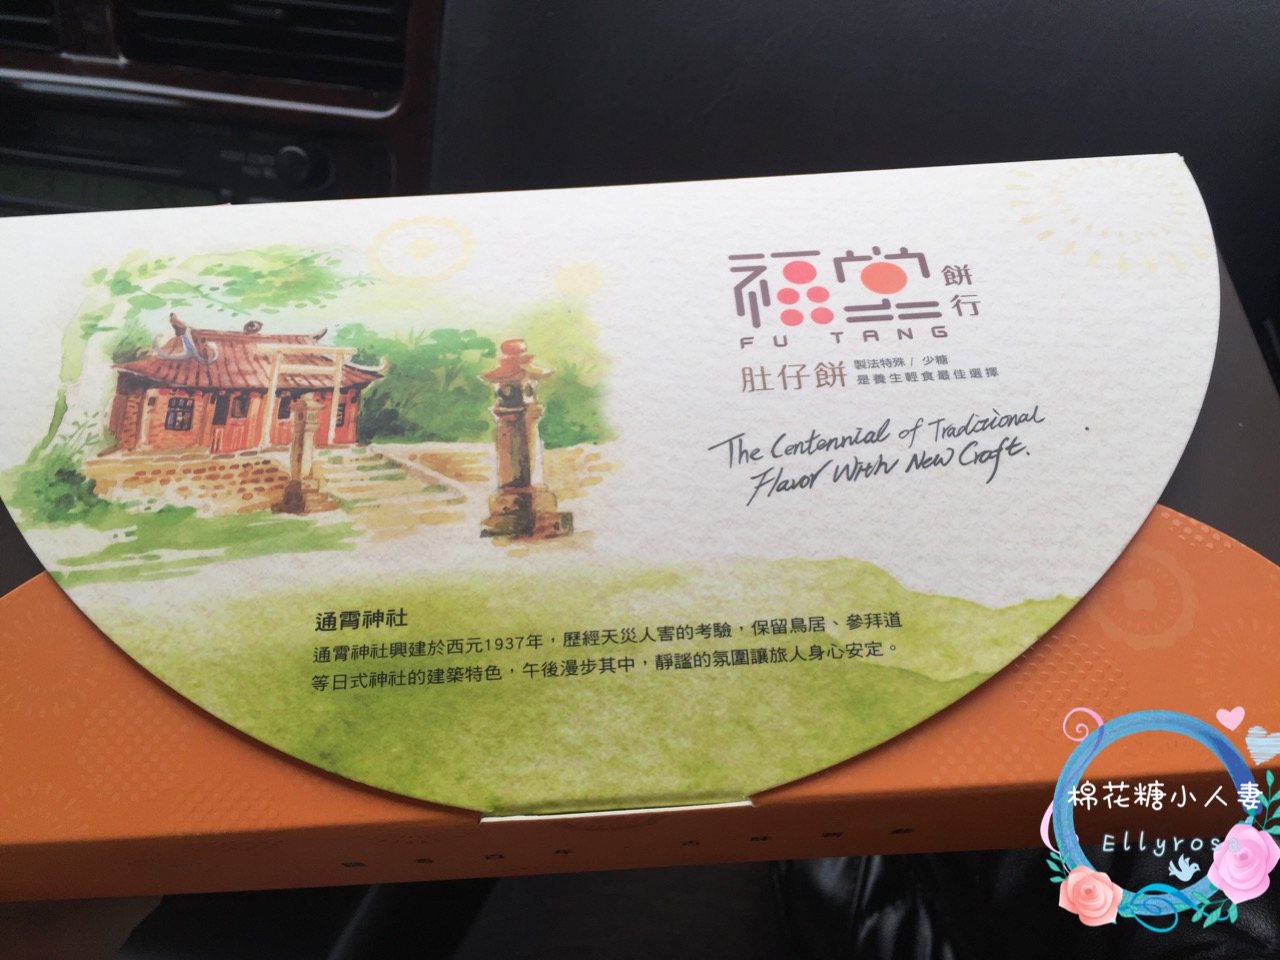 福堂餅行
FU TANG
肚仔餅
製法特殊 / 少糖
是養生輕食最佳選擇
The Centennial of Tradizional
Flavor With New Craft.
通霄神社
通霄神社興建於西元1937年，歷經天災人害的考驗，保留鳥居、參拜道
等日式神社的建築特色，午後漫步其中，靜謐的氛圍讓旅人身心安定。
棉花糖小人妻
Ellyrosa